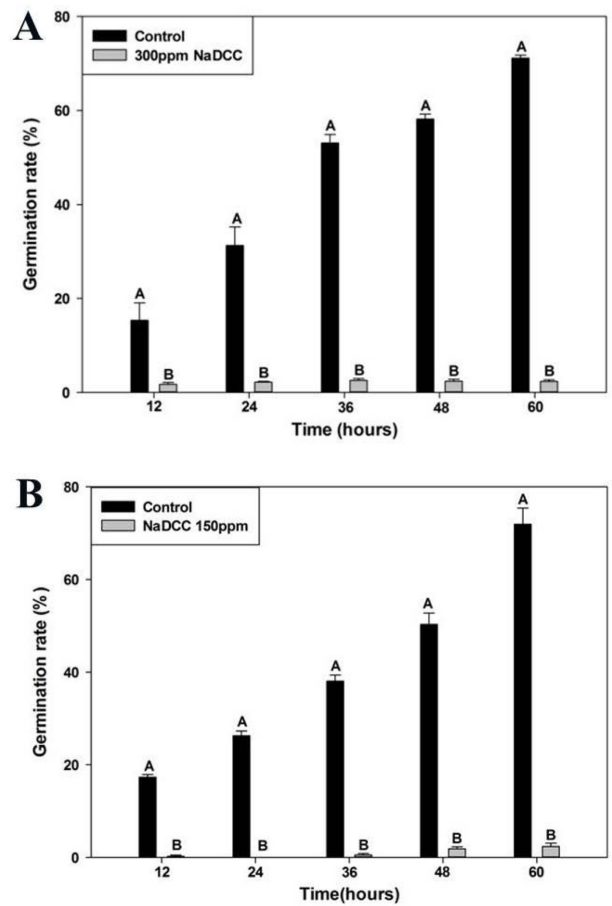 A
80
Control
300ppm NaDCC
A
60
A
A
Germination rate (%)
40
A
20
A
B
B
B
B
B
0
12 24 36 48 60
Time (hours)
B
80
Control
NaDCC 150ppm
A
60
A
Germination rate (%)
40
A
A
20
A
B
B
B
B
B
0
12 24 36 48 60
Time(hours)